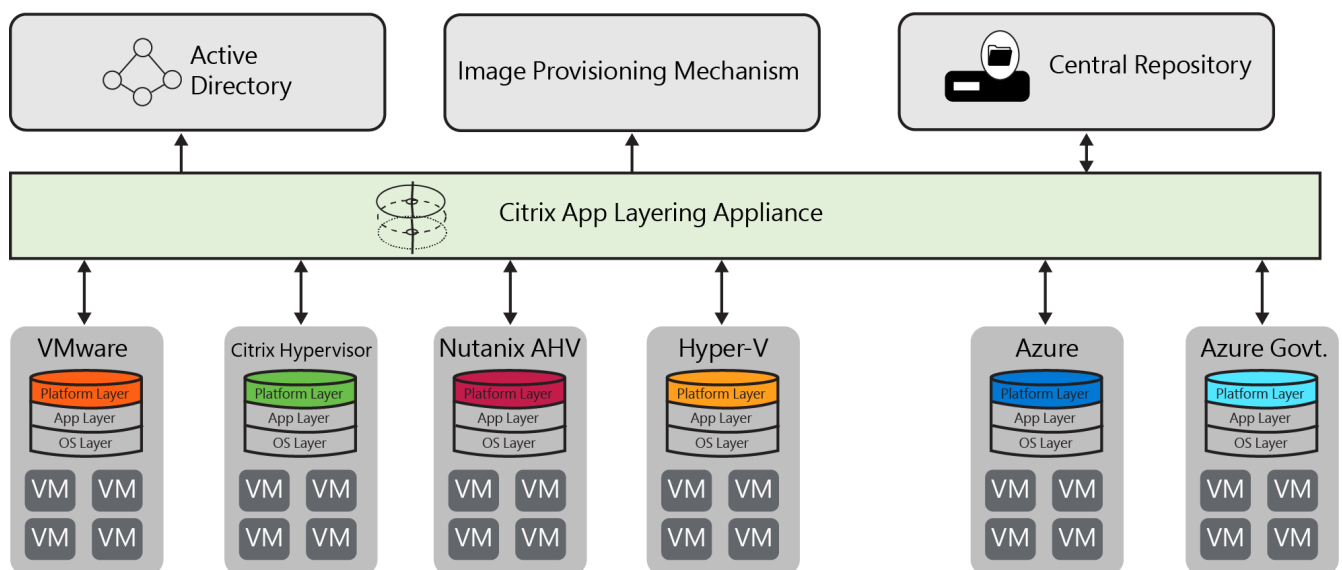 Active
Directory
Image Provisioning Mechanism
Central Repository
Citrix App Layering Appliance
VMware
Platform Layer
App Layer
OS Layer
VM VM
VM VM
Citrix Hypervisor
Platform Layer
App Layer
OS Layer
VM VM
VM VM
Nutanix AHV
Platform Layer
App Layer
OS Layer
VM VM
VM VM
Hyper-V
Platform Layer
App Layer
OS Layer
VM VM
VM VM
Azure
Platform Layer
App Layer
OS Layer
VM VM
VM VM
Azure Govt.
Platform Layer
App Layer
OS Layer
VM VM
VM VM